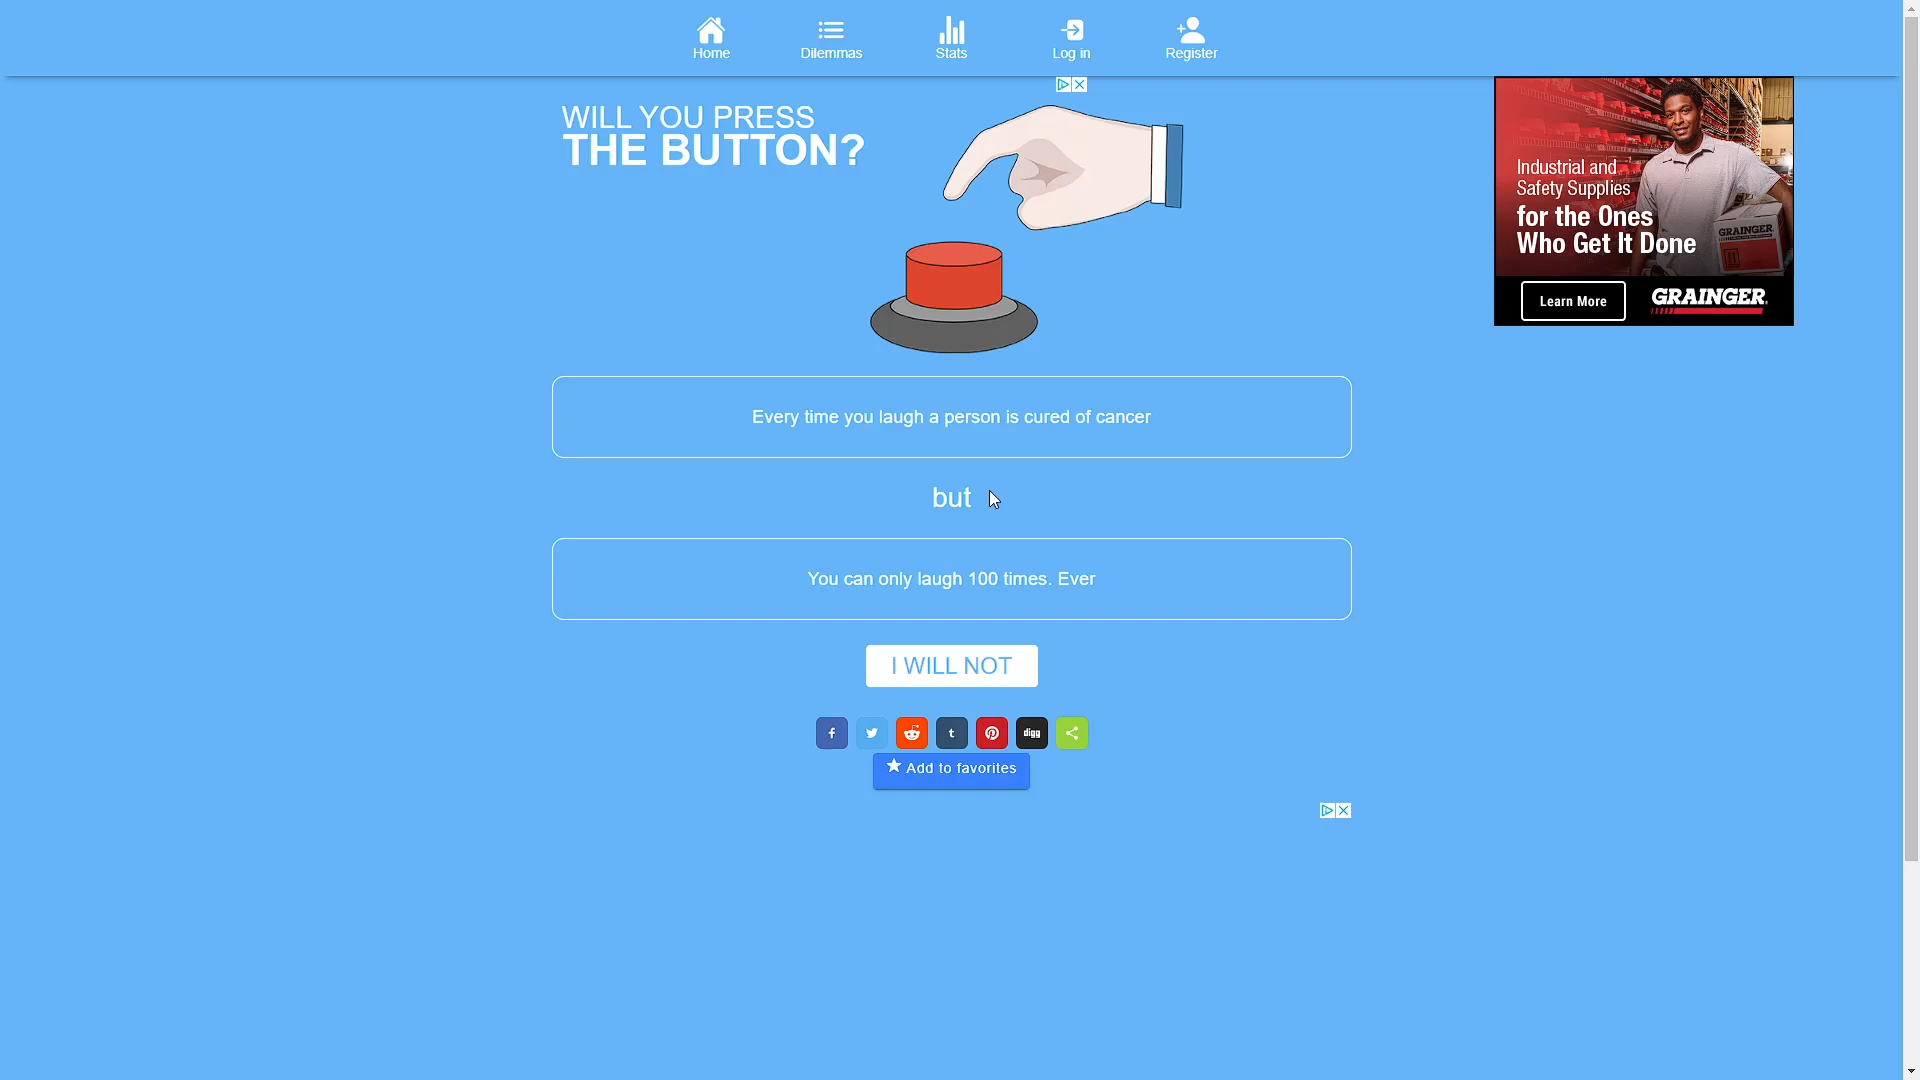 Home
Dilemmas
Stats
Log in
Register
WILL YOU PRESS
THE BUTTON?
Industrial and
Safety Supplies
for the Ones
Who Get It Done
GRAINGER
Learn More
GRAINGER
Every time you laugh a person is cured of cancer
but
You can only laugh 100 times. Ever
I WILL NOT
f
t
digg
Add to favorites